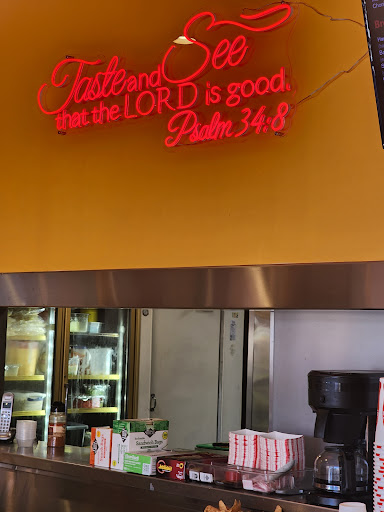 Taste and See
that the LORD is good.
Psalm 34:8